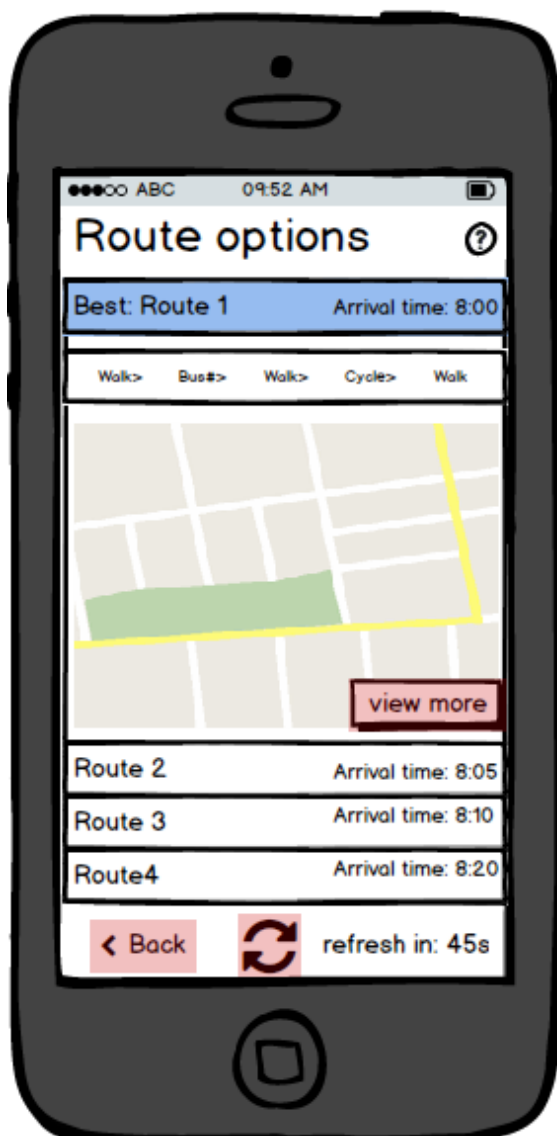 ABC 09:52 AM
Route options ?
Best: Route 1 Arrival time: 8:00
Walk> Bus#> Walk> Cycle> Walk
view more
Route 2 Arrival time: 8:05
Route 3 Arrival time: 8:10
Route4 Arrival time: 8:20
< Back refresh in: 45s